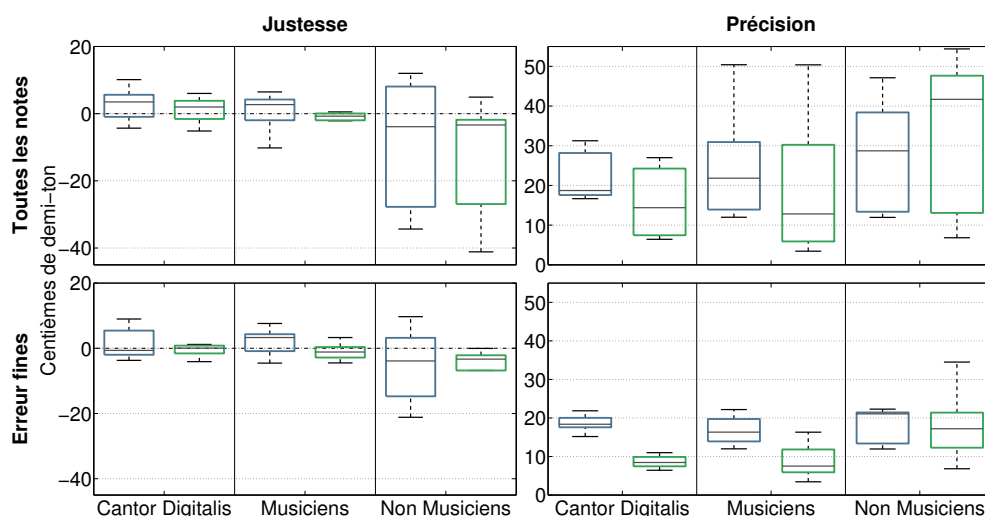 Justesse
Précision
Toutes les notes
Centièmes de demi−ton
20
0
−20
−40
50
40
30
20
10
0
Erreur fines
20
0
−20
−40
50
40
30
20
10
0
Cantor Digitalis Musiciens Non Musiciens
Cantor Digitalis Musiciens Non Musiciens